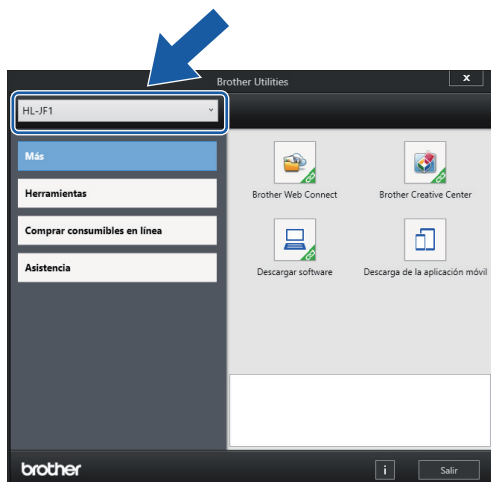 Brother Utilities
X
HL-JF1
Más
Herramientas
Comprar consumibles en línea
Asistencia
Brother Web Connect
Brother Creative Center
Descargar software
Descarga de la aplicación móvil
brother
i
Salir